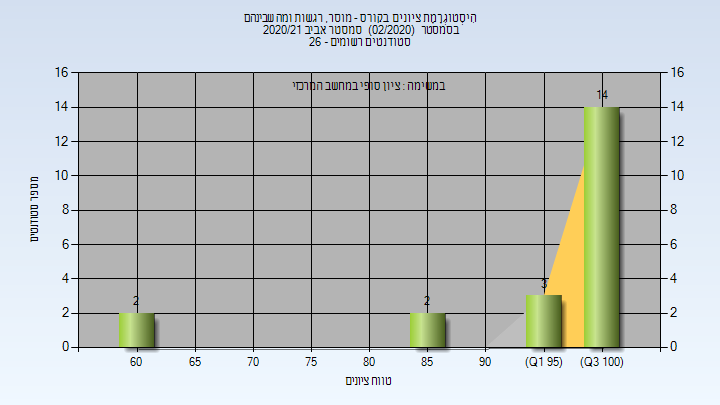 היסטוגרמת ציונים בקורס - מוסר, רגשות ומה שבינהם
בסמסטר (02/2020) סמסטר אביב 2020/21
סטודנטים רשומים - 26
במשימה : ציון סופי במחשב המרכזי
16 16
14 14
12 12
10 10
8 8
6 6
4 4
2 2
0 0
14
3
2 2
מספר סטודנטים
60 65 70 75 80 85 90 (Q1 95) (Q3 100)
טווח ציונים